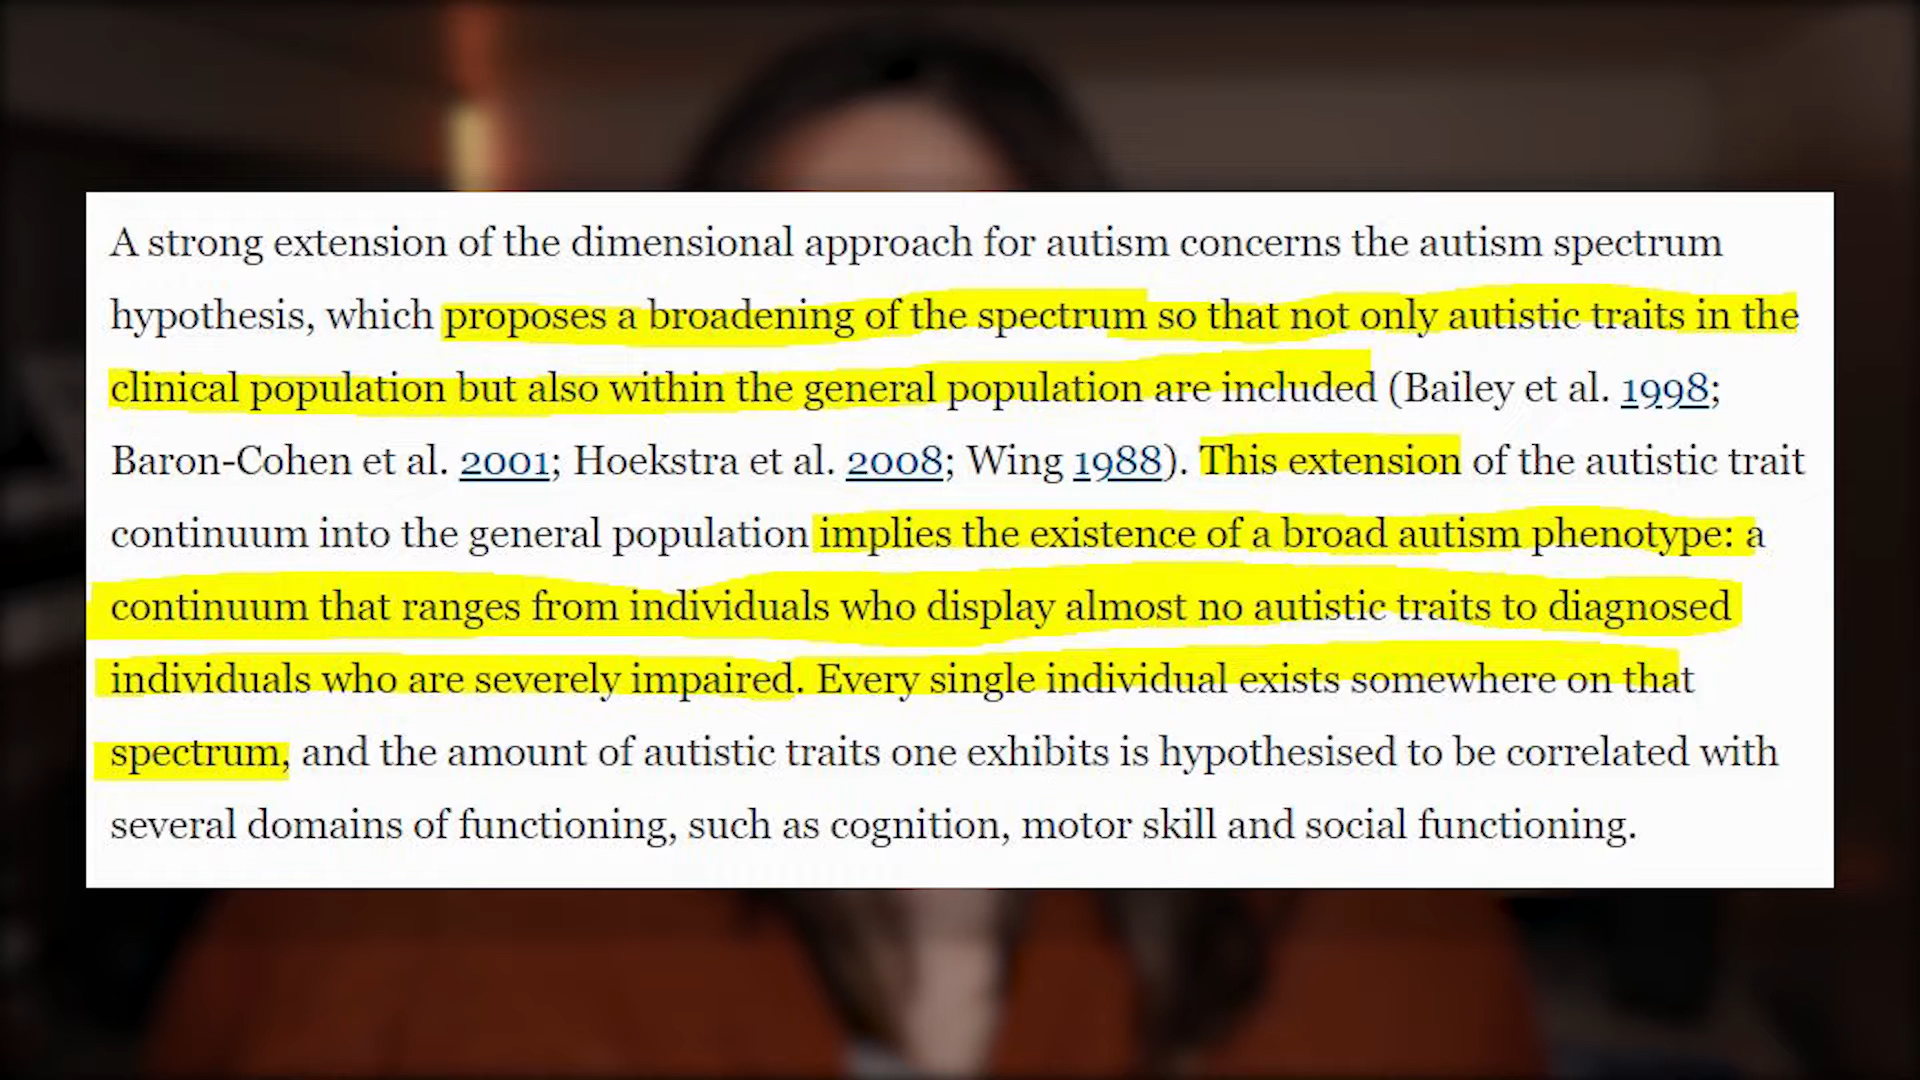 A strong extension of the dimensional approach for autism concerns the autism spectrum
hypothesis, which proposes a broadening of the spectrum so that not only autistic traits in the
clinical population but also within the general population are included (Bailey et al. 1998;
Baron-Cohen et al. 2001; Hoekstra et al. 2008; Wing 1988). This extension of the autistic trait
continuum into the general population implies the existence of a broad autism phenotype: a
continuum that ranges from individuals who display almost no autistic traits to diagnosed
individuals who are severely impaired. Every single individual exists somewhere on that
spectrum, and the amount of autistic traits one exhibits is hypothesised to be correlated with
several domains of functioning, such as cognition, motor skill and social functioning.